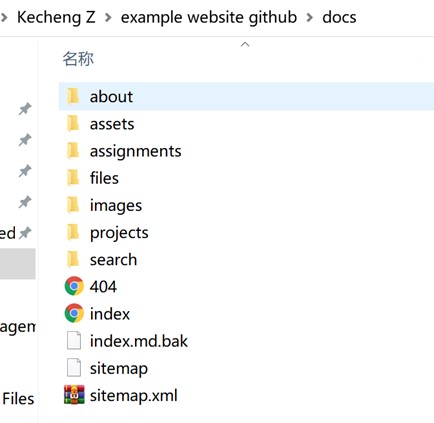 Kecheng Z > example website github > docs
名称
about
assets
assignments
files
images
projects
ed
search
404
index
agem
index.md.bak
sitemap
Files
sitemap.xml